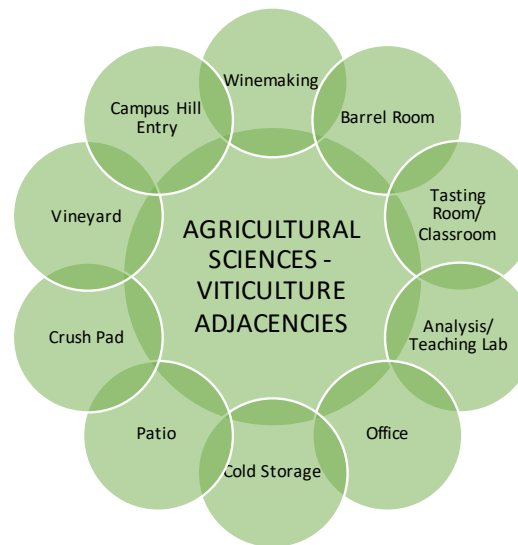 Winemaking
Barrel Room
Tasting
Room/
Classroom
Analysis/
Teaching Lab
Office
Cold Storage
Patio
Crush Pad
Vineyard
Campus Hill
Entry
AGRICULTURAL
SCIENCES -
VITICULTURE
ADJACENCIES